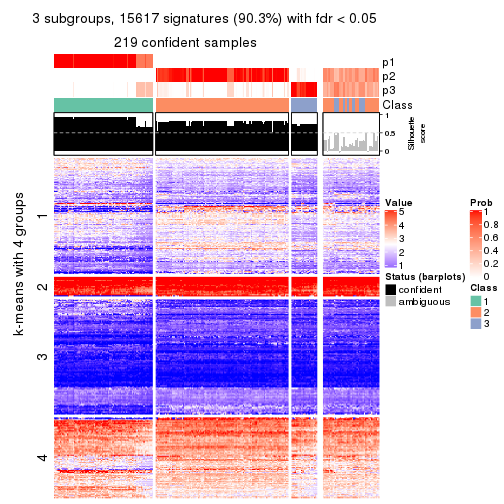 3 subgroups, 15617 signatures (90.3%) with fdr < 0.05
219 confident samples
p1
p2
p3
Class
1
0.5
0
Silhouette
score
k-means with 4 groups
1
2
3
4
Value
5
4
3
2
1
Status (barplots)
confident
ambiguous
Prob
1
0.8
0.6
0.4
0.2
0
Class
1
2
3